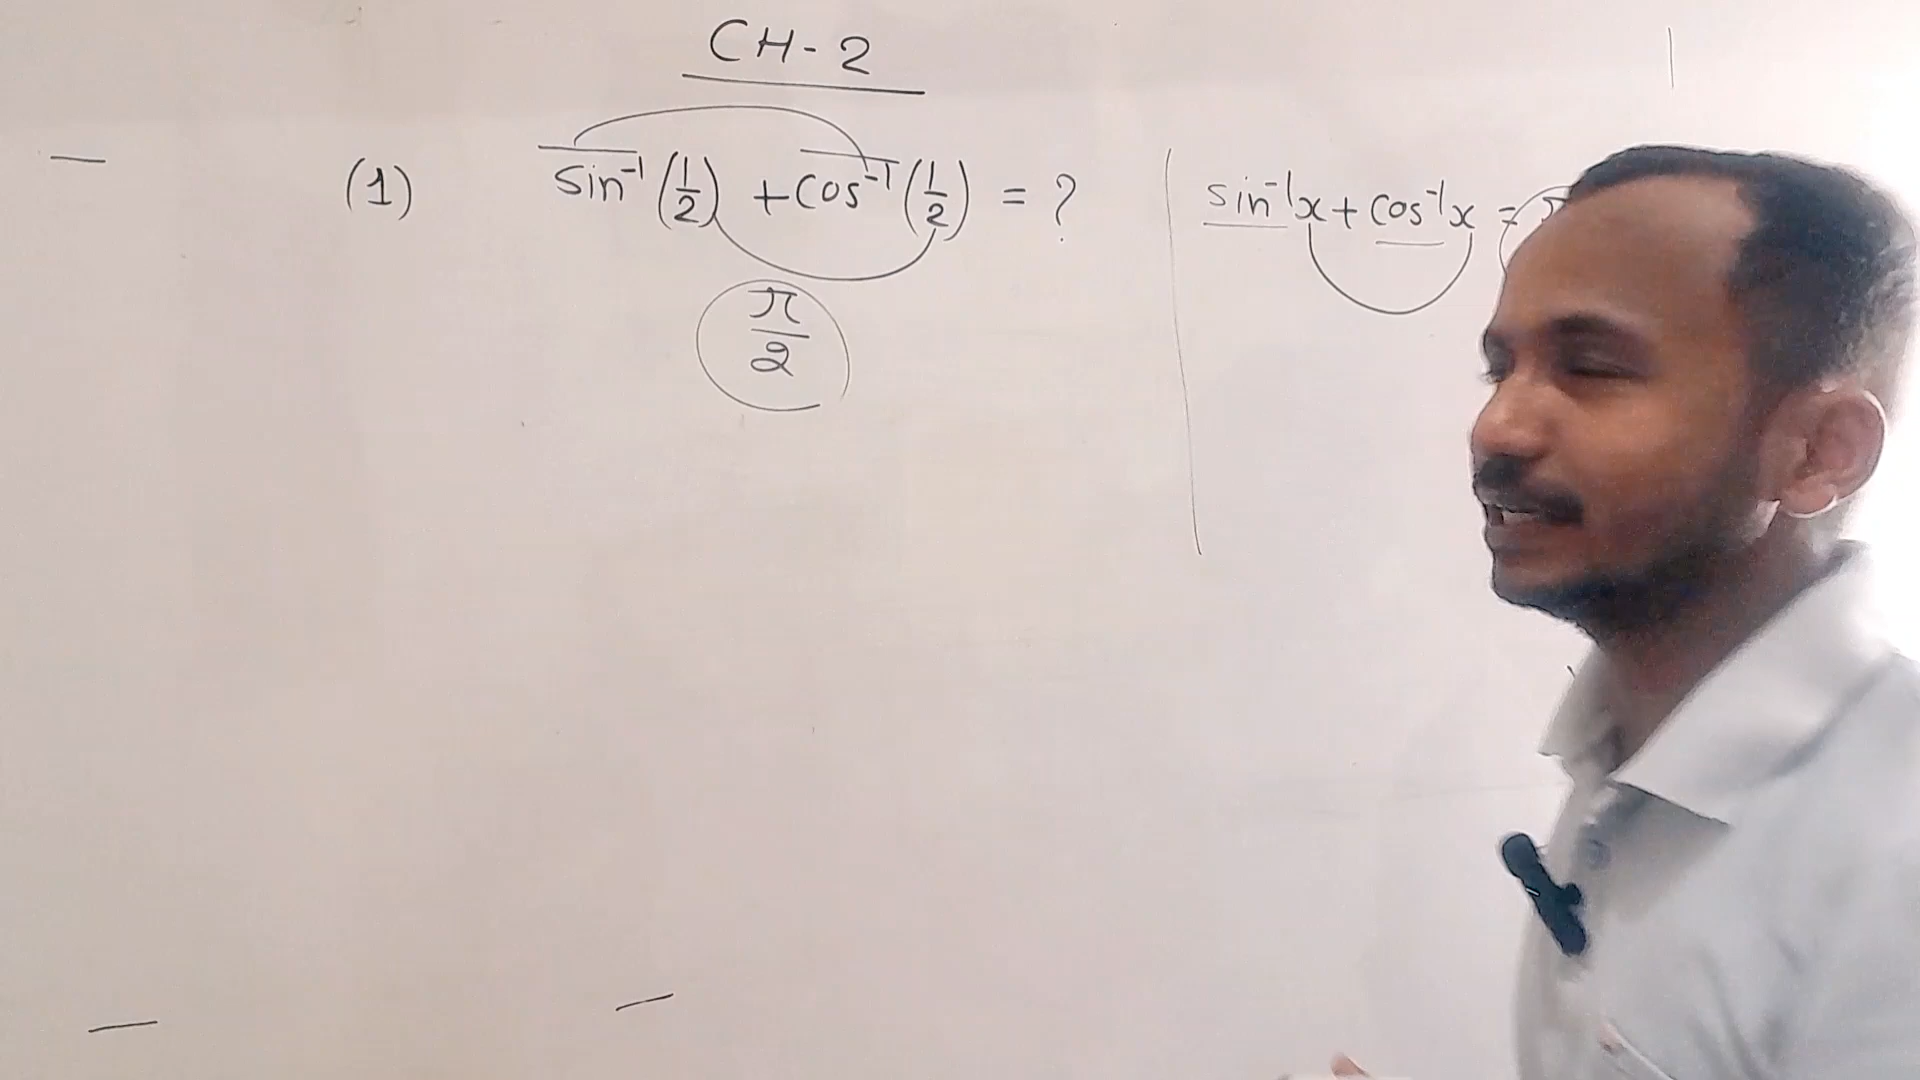 CH-2
(1) sin⁻¹(1/2) + cos⁻¹(1/2) = ?
π/2
sin⁻¹x + cos⁻¹x =